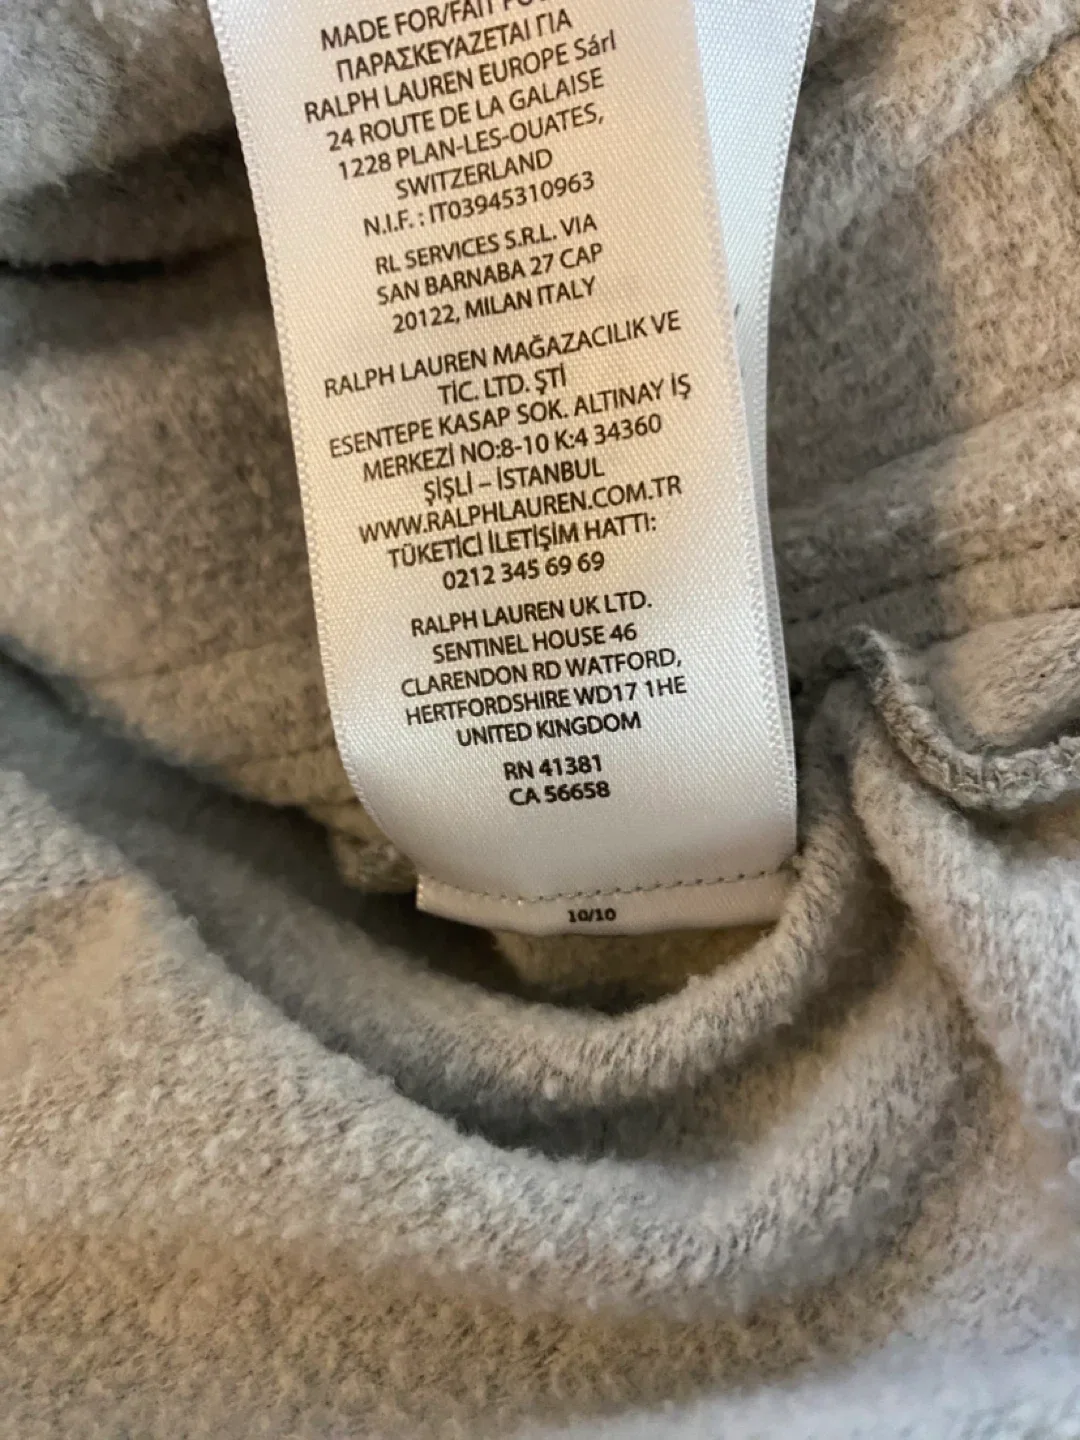 MADE FOR/FAIT
ΠΑΡΑΣΚΕΥΑΖΕΤΑΙ ΓΙΑ
RALPH LAUREN EUROPE Sárl
24 ROUTE DE LA GALAISE
1228 PLAN-LES-OUATES,
SWITZERLAND
N.I.F. : IT03945310963
RL SERVICES S.R.L. VIA
SAN BARNABA 27 CAP
20122, MILAN ITALY
RALPH LAUREN MAĞAZACILIK VE
TİC. LTD. ŞTİ
ESENTEPE KASAP SOK. ALTINAY İŞ
MERKEZİ NO:8-10 K:4 34360
ŞİŞLİ – İSTANBUL
WWW.RALPHLAUREN.COM.TR
TÜKETİCİ İLETİŞİM HATTI:
0212 345 69 69
RALPH LAUREN UK LTD.
SENTINEL HOUSE 46
CLARENDON RD WATFORD,
HERTFORDSHIRE WD17 1HE
UNITED KINGDOM
RN 41381
CA 56658
10/10